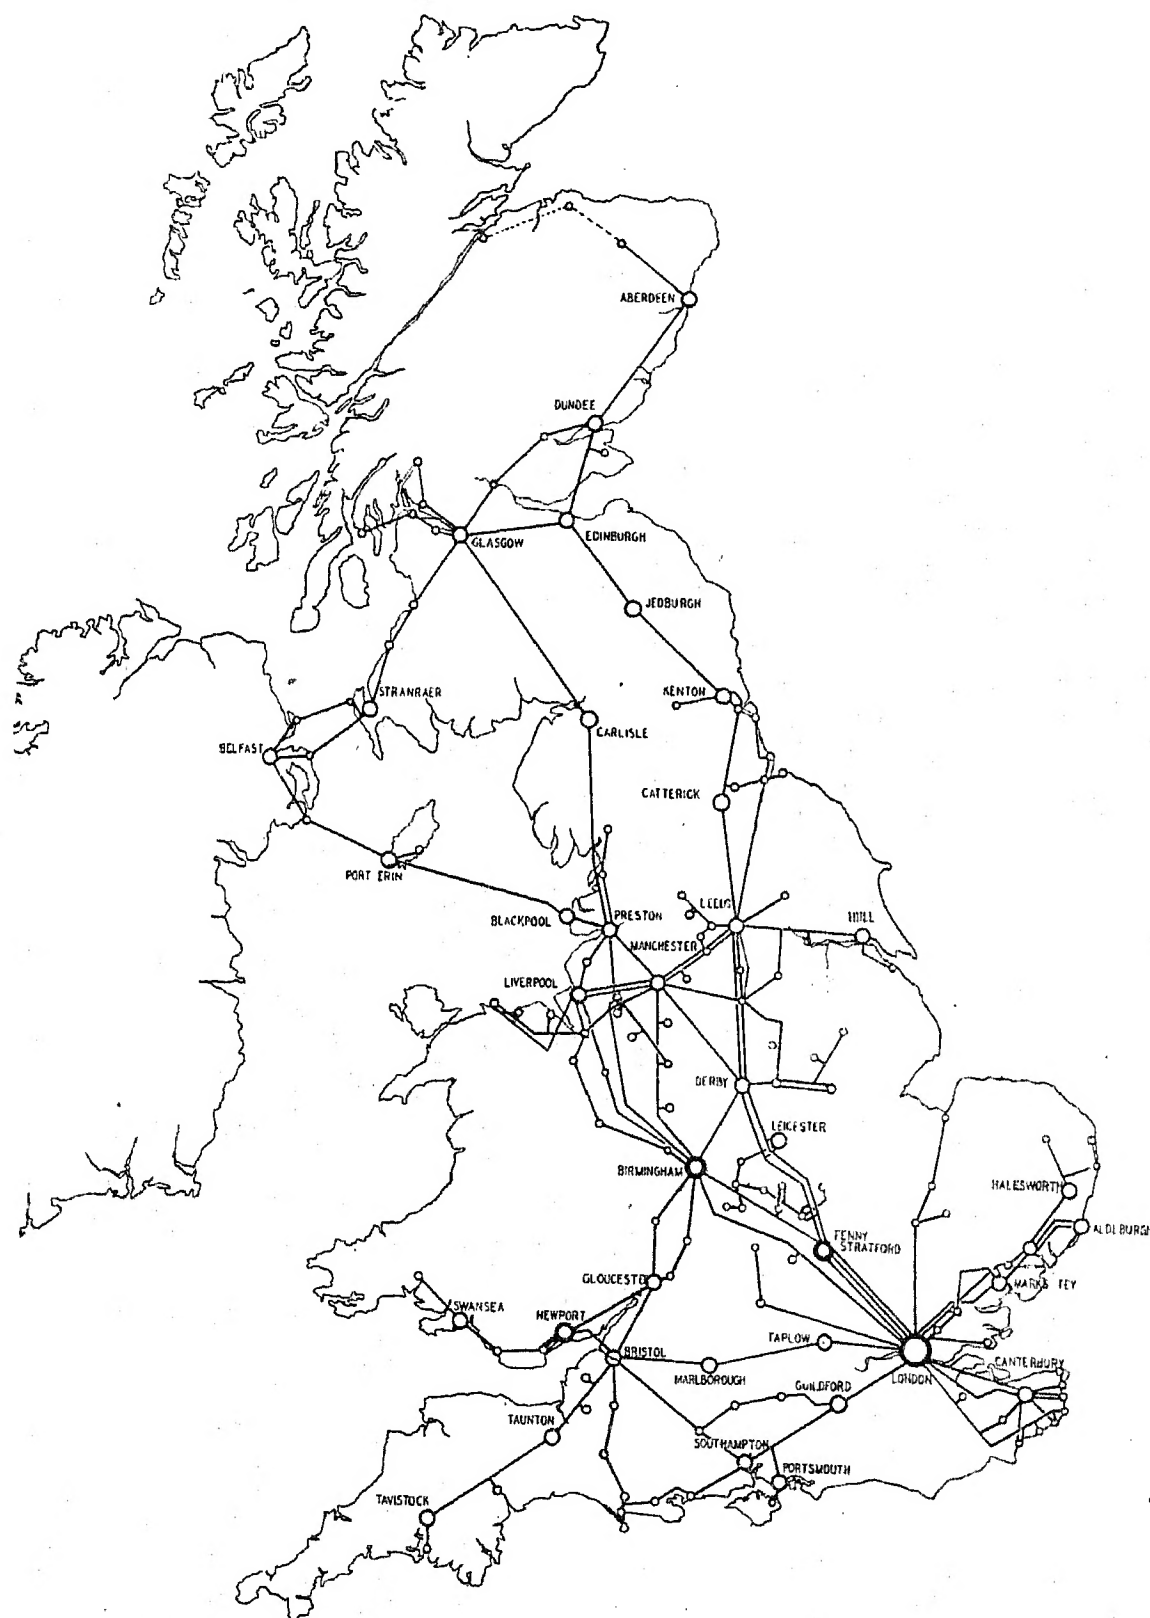 ABERDEEN
DUNDEE
GLASGOW
EDINBURGH
JEDBURGH
STRANRAER
KENTON
CARLISLE
BELFAST
CATTERICK
PORT ERIN
LEEDS
BLACKPOOL
PRESTON
HULL
MANCHESTER
LIVERPOOL
DERBY
LEICESTER
BIRMINGHAM
HALESWORTH
ALDEBURGH
FENNY
STRATFORD
GLOUCESTER
MARKS TEY
SWANSEA
NEWPORT
TAPLOW
BRISTOL
CANTERBURY
MARLBOROUGH
LONDON
GUILDFORD
TAUNTON
SOUTHAMPTON
PORTSMOUTH
TAVISTOCK